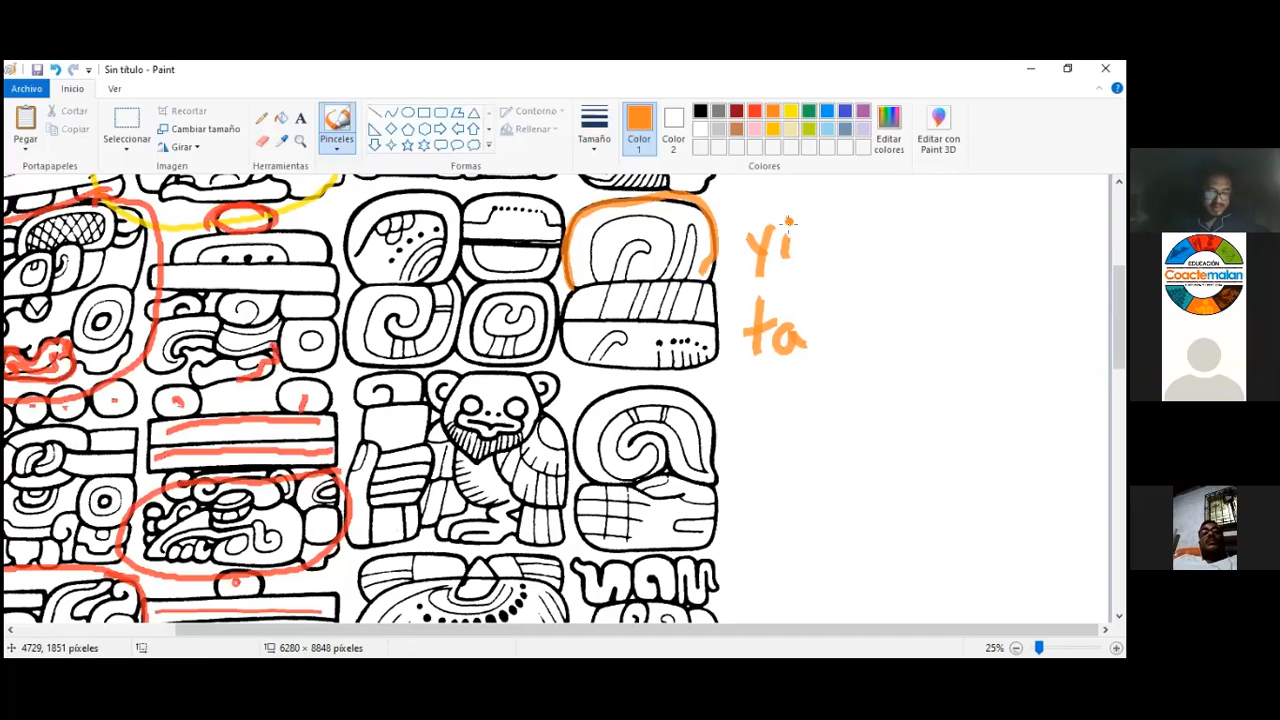 Sin título - Paint
Archivo Inicio Ver
Pegar
Cortar
Copiar
Portapapeles
Seleccionar
Recortar
Cambiar tamaño
Girar
Imagen
A
Herramientas
Pinceles
Contorno
Rellenar
Formas
Tamaño
Color 1
Color 2
Editar colores
Editar con Paint 3D
Colores
yi
ta
EDUCACIÓN
Coactemalan
4729, 1851 píxeles
6280 × 8848 píxeles
25%